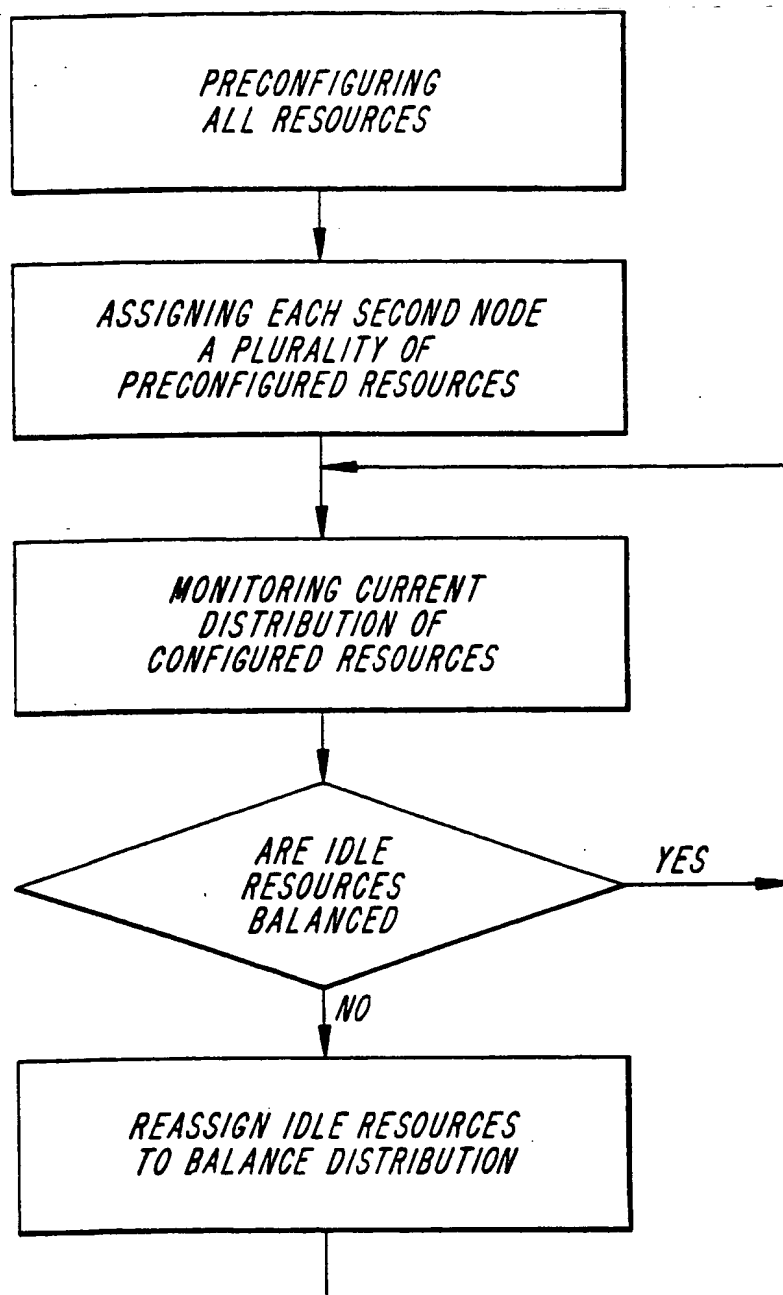 PRECONFIGURING
ALL RESOURCES
ASSIGNING EACH SECOND NODE
A PLURALITY OF
PRECONFIGURED RESOURCES
MONITORING CURRENT
DISTRIBUTION OF
CONFIGURED RESOURCES
ARE IDLE
RESOURCES
BALANCED
YES
NO
REASSIGN IDLE RESOURCES
TO BALANCE DISTRIBUTION